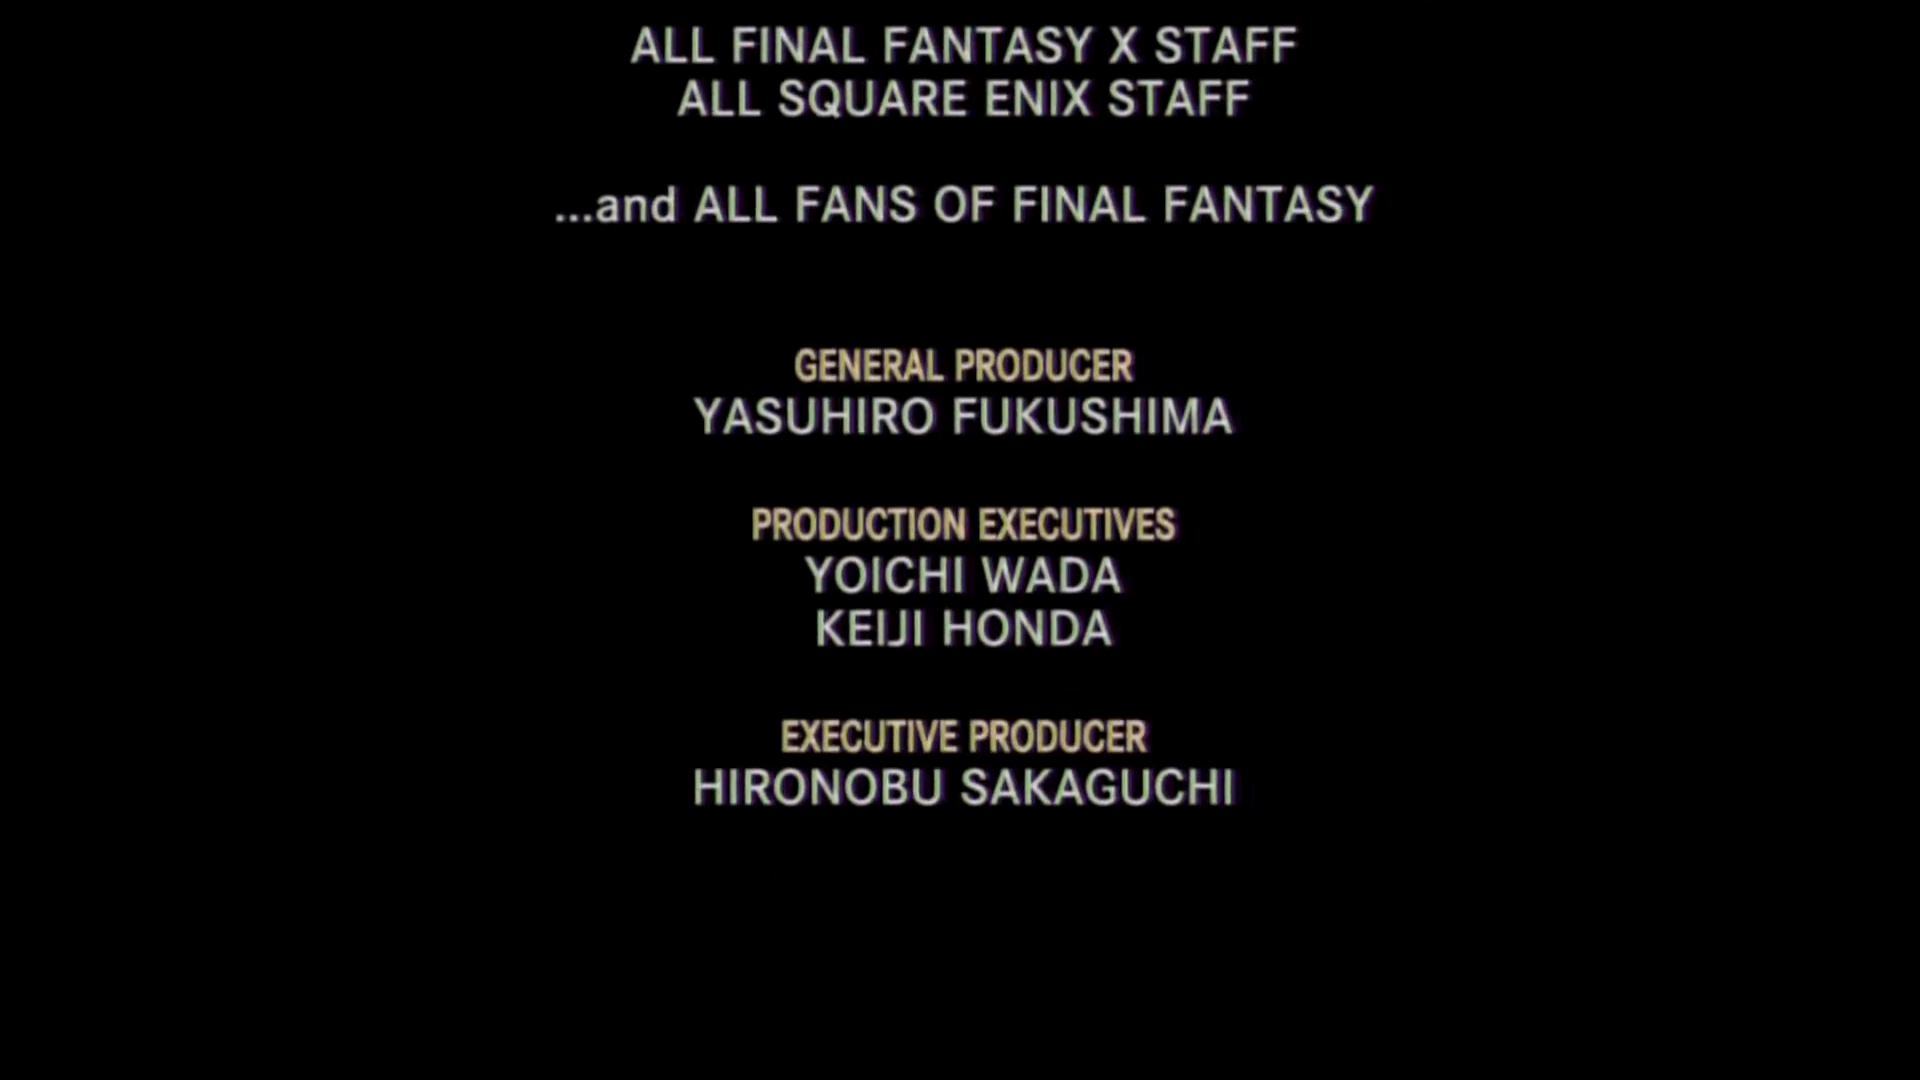 ALL FINAL FANTASY X STAFF
ALL SQUARE ENIX STAFF
...and ALL FANS OF FINAL FANTASY
GENERAL PRODUCER
YASUHIRO FUKUSHIMA
PRODUCTION EXECUTIVES
YOICHI WADA
KEIJI HONDA
EXECUTIVE PRODUCER
HIRONOBU SAKAGUCHI